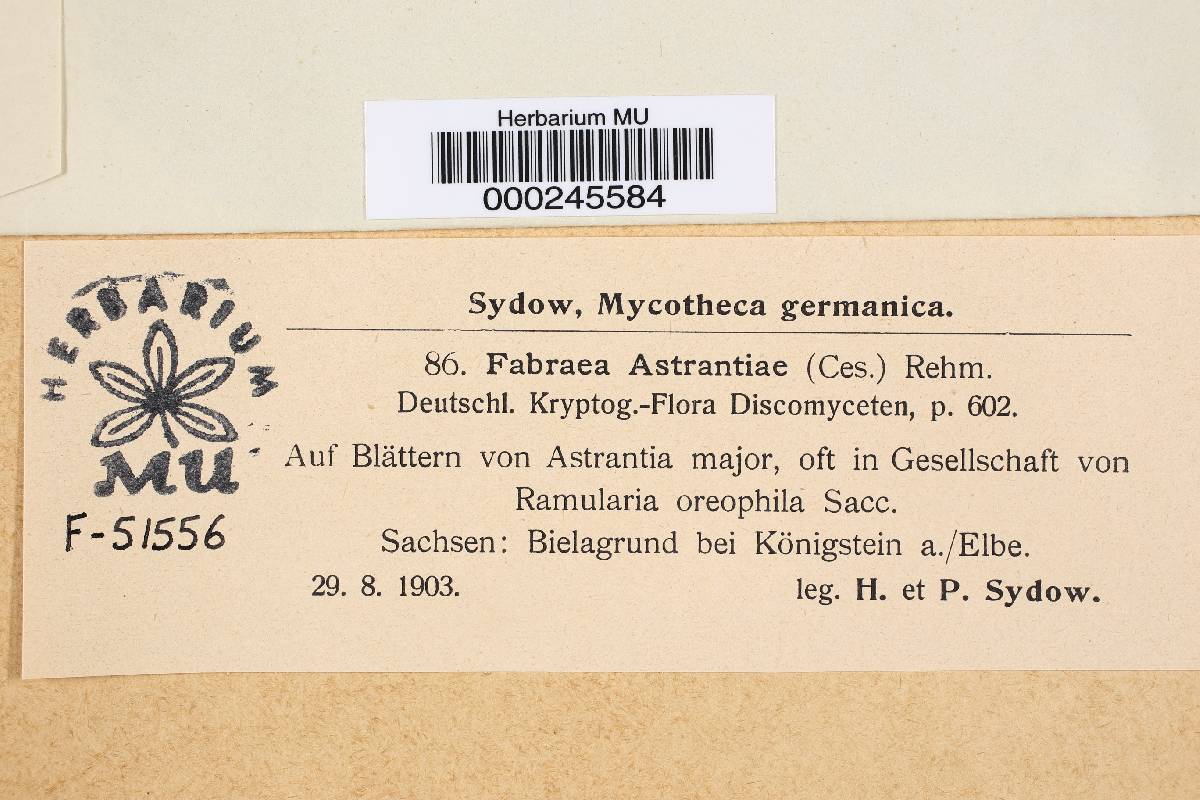 Herbarium MU
000245584
HERBARIUM
MU
F-51556
Sydow, Mycotheca germanica.
86. Fabraea Astrantiae (Ces.) Rehm.
Deutschl. Kryptog.-Flora Discomyceten, p. 602.
Auf Blättern von Astrantia major, oft in Gesellschaft von
Ramularia oreophila Sacc.
Sachsen: Bielagrund bei Königstein a./Elbe.
29. 8. 1903. leg. H. et P. Sydow.